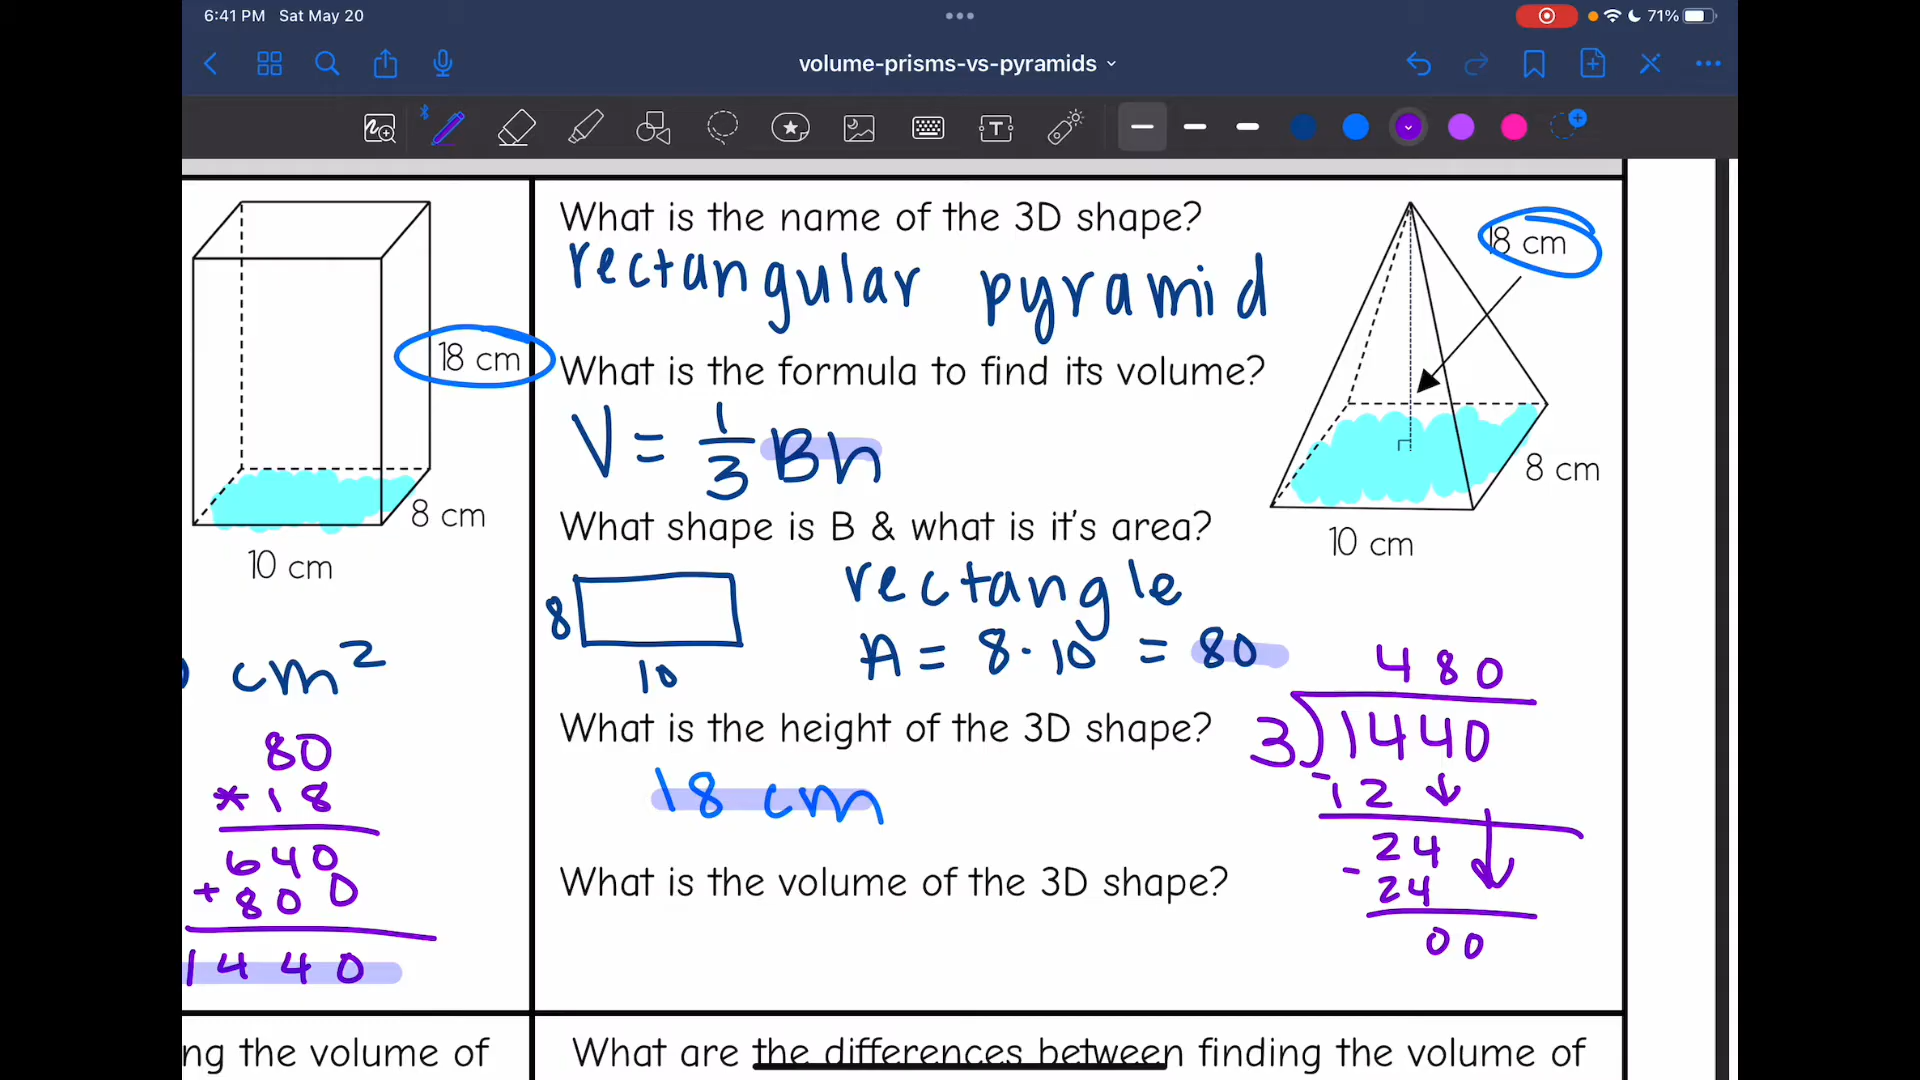 6:41 PM Sat May 20
71%
volume-prisms-vs-pyramids
18 cm
8 cm
10 cm
cm²
80
* 18
640
+ 800
1440
ng the volume of
What is the name of the 3D shape?
rectangular pyramid
18 cm
What is the formula to find its volume?
V = 1/3 Bh
8 cm
10 cm
What shape is B & what is it's area?
8
10
rectangle
A = 8 · 10 = 80
What is the height of the 3D shape?
18 cm
480
3)1440
- 12
24
- 24
00
What is the volume of the 3D shape?
What are the differences between finding the volume of